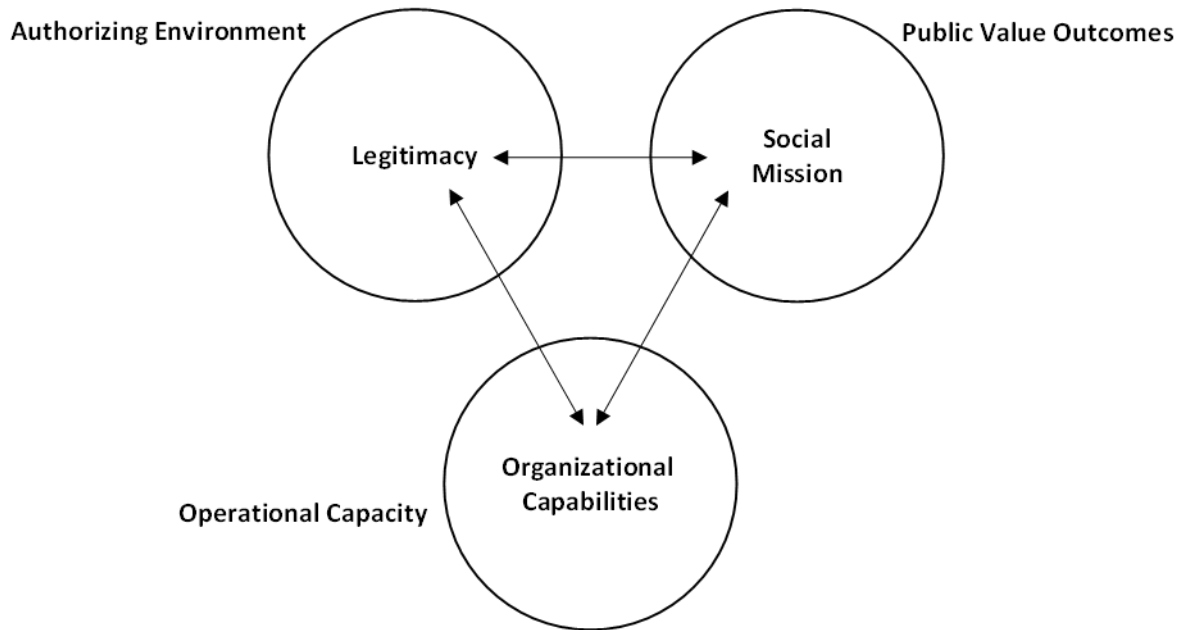 Authorizing Environment
Public Value Outcomes
Legitimacy
Social
Mission
Organizational
Capabilities
Operational Capacity